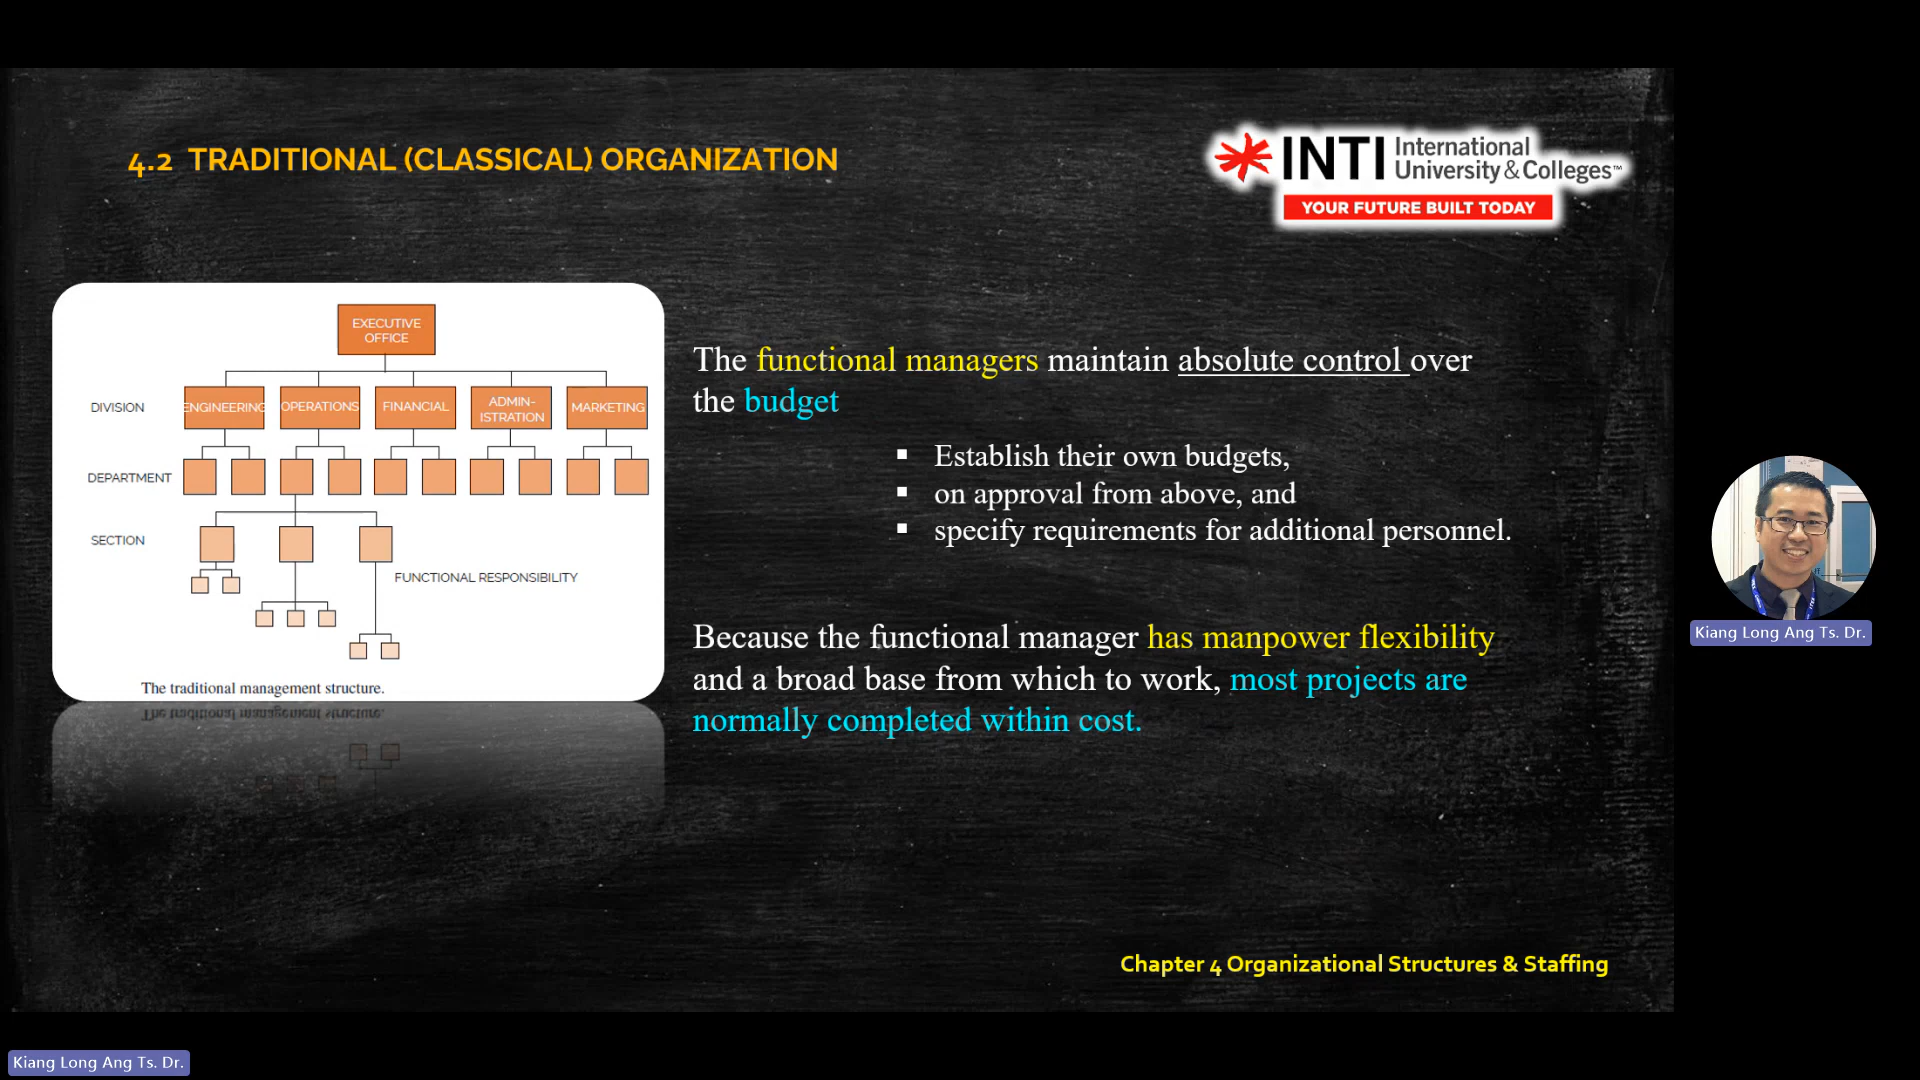 4.2 TRADITIONAL (CLASSICAL) ORGANIZATION
INTI International
University & Colleges™
YOUR FUTURE BUILT TODAY
EXECUTIVE
OFFICE
DIVISION
ENGINEERING
OPERATIONS
FINANCIAL
ADMIN-
ISTRATION
MARKETING
DEPARTMENT
SECTION
FUNCTIONAL RESPONSIBILITY
The traditional management structure.
The functional managers maintain absolute control over
the budget
▪ Establish their own budgets,
▪ on approval from above, and
▪ specify requirements for additional personnel.
Because the functional manager has manpower flexibility
and a broad base from which to work, most projects are
normally completed within cost.
Chapter 4 Organizational Structures & Staffing
Kiang Long Ang Ts. Dr.
Kiang Long Ang Ts. Dr.